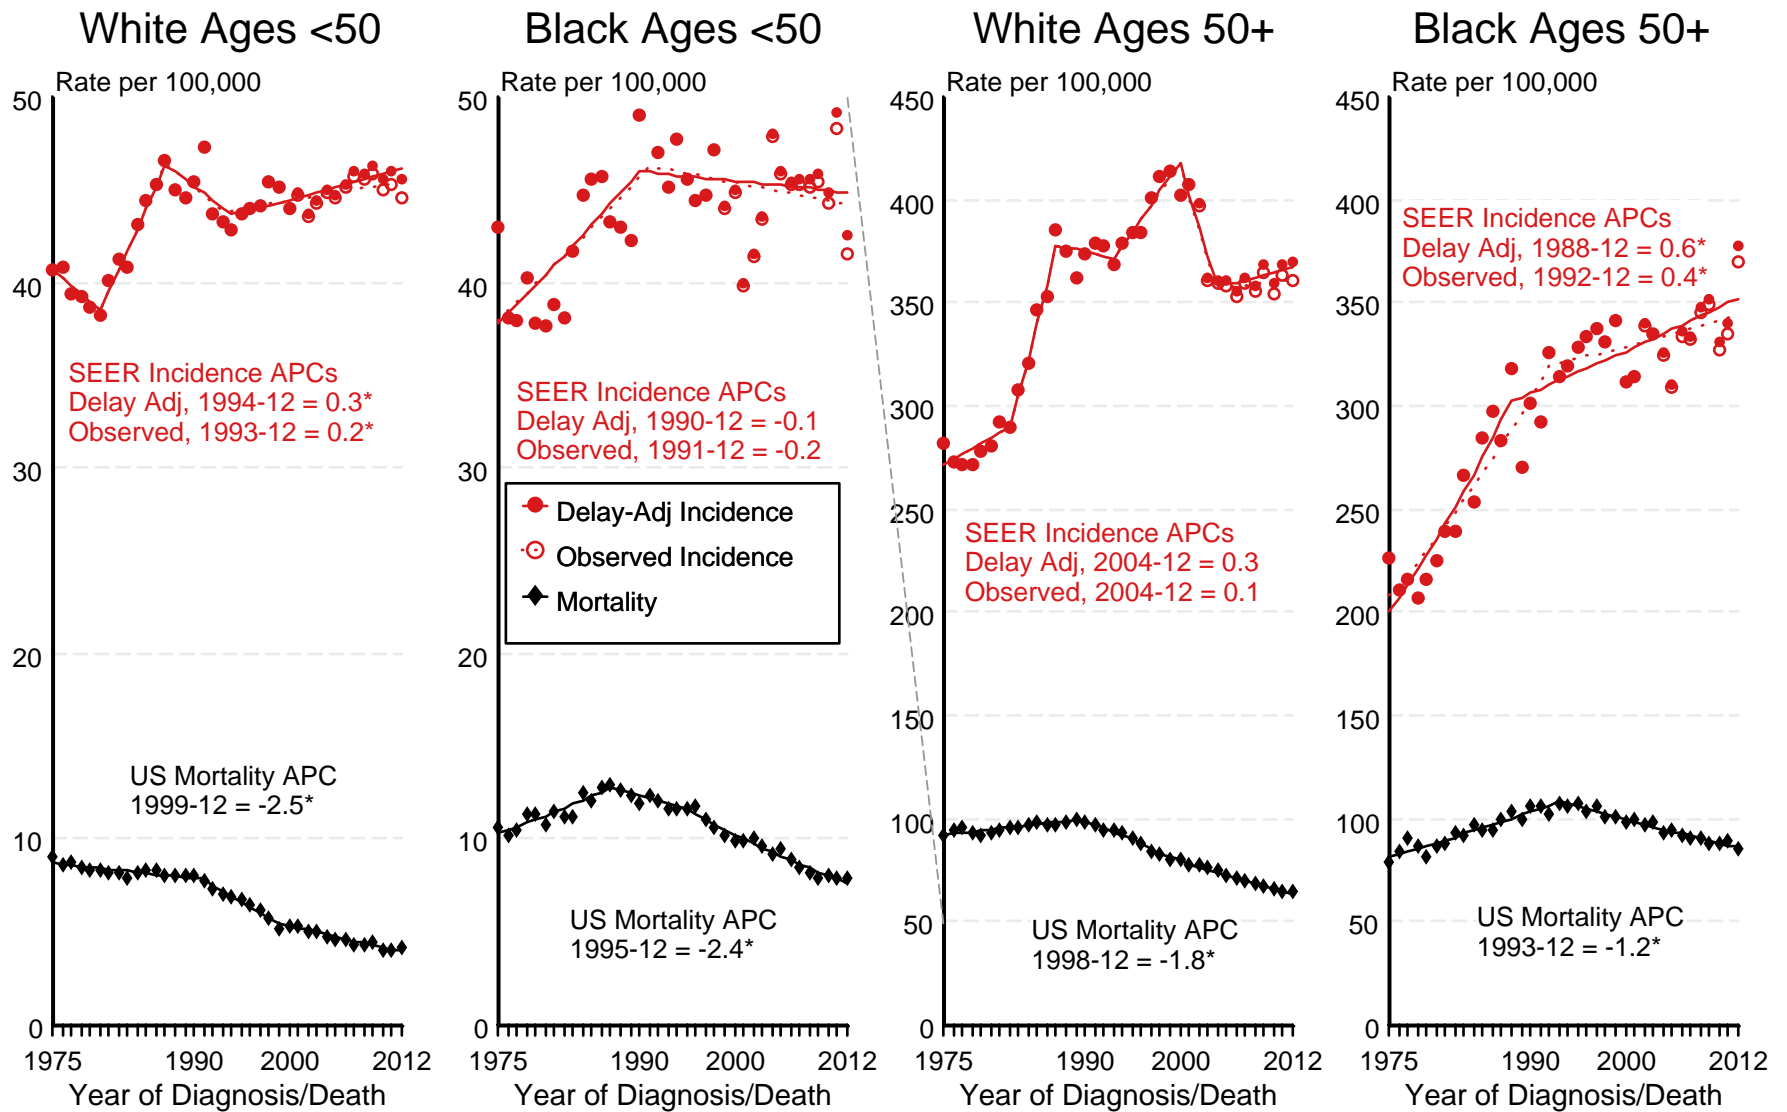 White Ages <50
Rate per 100,000
50
40
30
20
10
0
SEER Incidence APCs
Delay Adj, 1994-12 = 0.3*
Observed, 1993-12 = 0.2*
US Mortality APC
1999-12 = -2.5*
1975
1990
2000
2012
Year of Diagnosis/Death
Black Ages <50
Rate per 100,000
50
40
30
20
10
0
SEER Incidence APCs
Delay Adj, 1990-12 = -0.1
Observed, 1991-12 = -0.2
Delay-Adj Incidence
Observed Incidence
Mortality
US Mortality APC
1995-12 = -2.4*
1975
1990
2000
2012
Year of Diagnosis/Death
White Ages 50+
Rate per 100,000
450
400
350
300
250
200
150
100
50
0
SEER Incidence APCs
Delay Adj, 2004-12 = 0.3
Observed, 2004-12 = 0.1
US Mortality APC
1998-12 = -1.8*
1975
1990
2000
2012
Year of Diagnosis/Death
Black Ages 50+
Rate per 100,000
450
400
350
300
250
200
150
100
50
0
SEER Incidence APCs
Delay Adj, 1988-12 = 0.6*
Observed, 1992-12 = 0.4*
US Mortality APC
1993-12 = -1.2*
1975
1990
2000
2012
Year of Diagnosis/Death